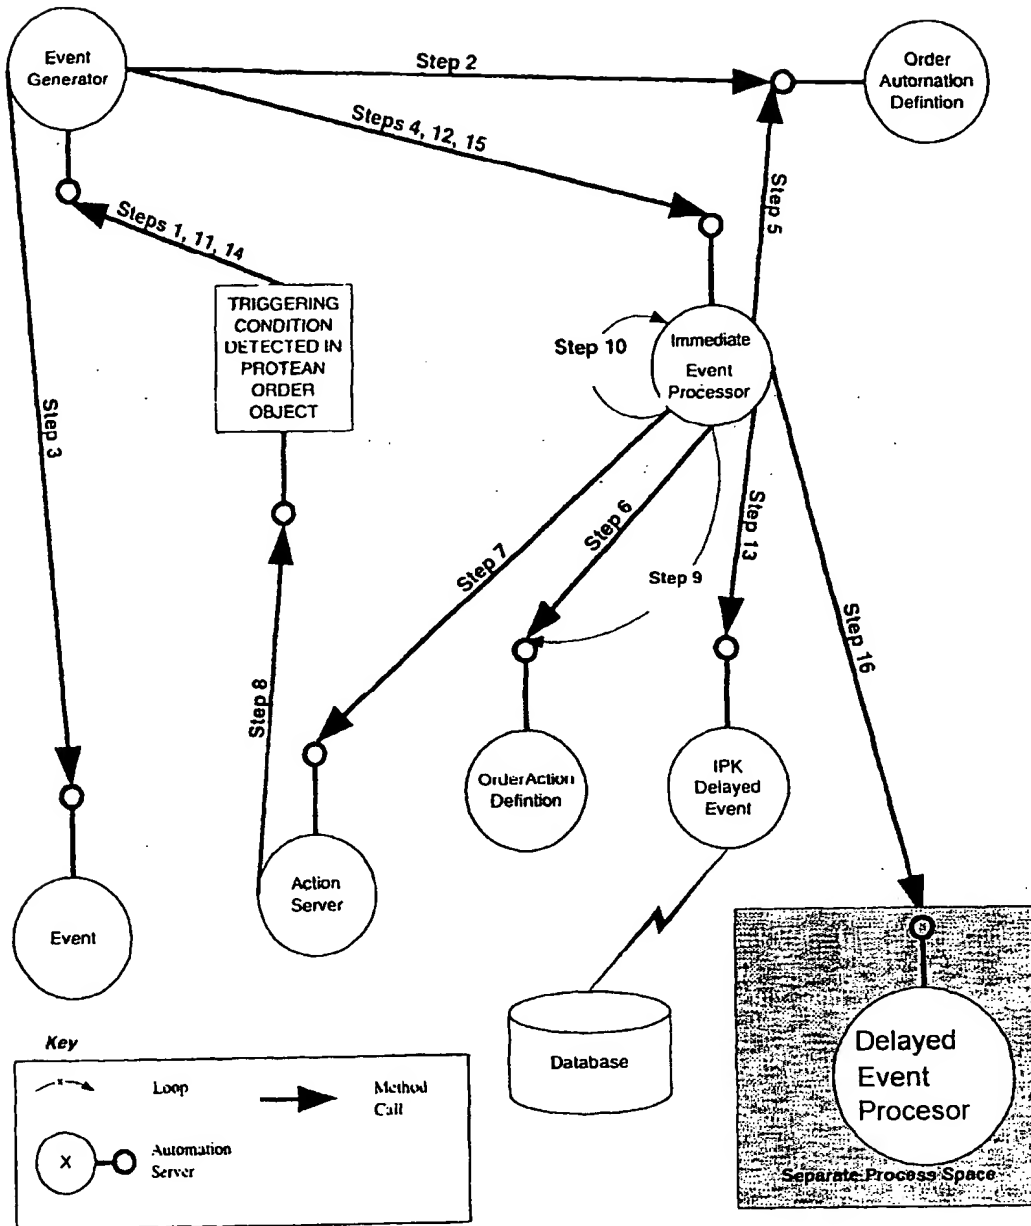 Event
Generator
Step 2
Order
Automation
Defintion
Steps 4, 12, 15
Step 5
Steps 1, 11, 14
TRIGGERING
CONDITION
DETECTED IN
PROTEAN
ORDER
OBJECT
Step 10
Immediate
Event
Processor
Step 3
Step 6
Step 7
Step 13
Step 9
Step 16
Step 8
OrderAction
Defintion
IPK
Delayed
Event
Action
Server
Event
Database
Delayed
Event
Procesor
Separate Process Space
Key
x
Loop
Method
Call
X
Automation
Server